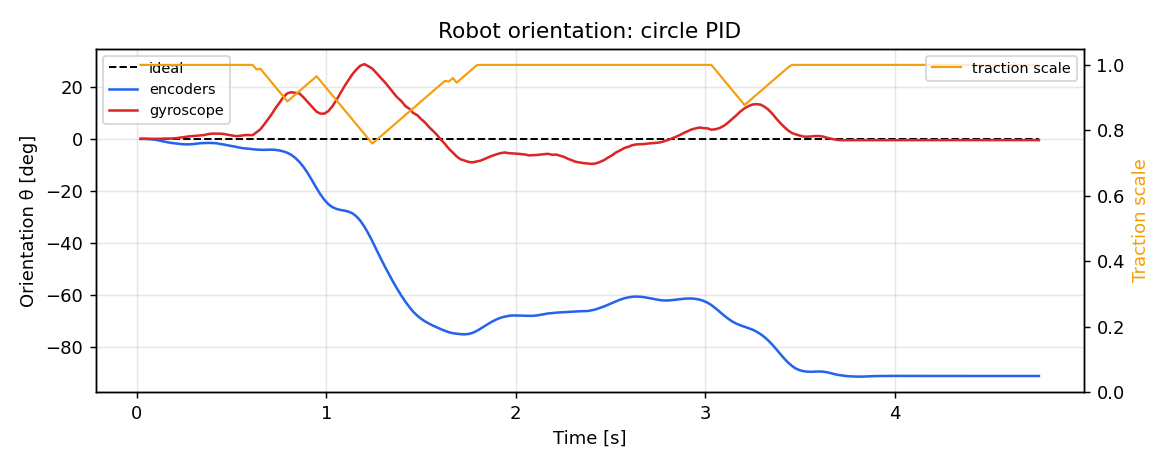 Robot orientation: circle PID
ideal
encoders
gyroscope
traction scale
Orientation θ [deg]
20
0
−20
−40
−60
−80
0
1
2
3
4
Time [s]
1.0
0.8
0.6
0.4
0.2
0.0
Traction scale